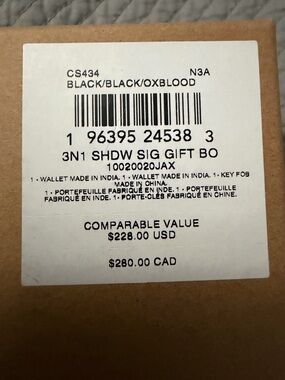 CS434 N3A
BLACK/BLACK/OXBLOOD
1 96395 24538 3
3N1 SHDW SIG GIFT BO
10020020JAX
1 - WALLET MADE IN INDIA. 1 - WALLET MADE IN INDIA. 1 - KEY FOB
MADE IN CHINA.
1 - PORTEFEUILLE FABRIQUÉ EN INDE. 1 - PORTEFEUILLE
FABRIQUÉ EN INDE. 1 - PORTE-CLÉS FABRIQUÉ EN CHINE.
COMPARABLE VALUE
$228.00 USD
$280.00 CAD